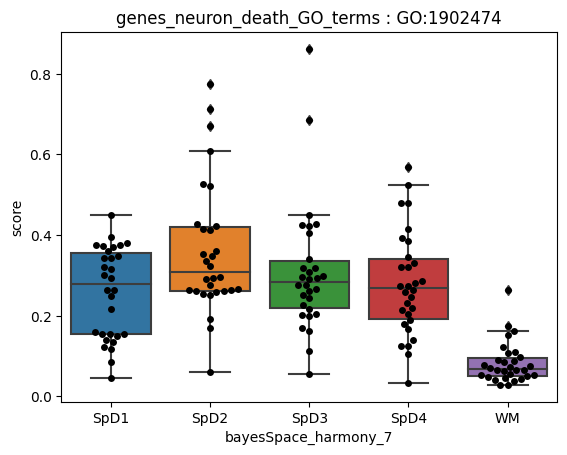 genes_neuron_death_GO_terms : GO:1902474
score
0.8
0.6
0.4
0.2
0.0
SpD1 SpD2 SpD3 SpD4 WM
bayesSpace_harmony_7